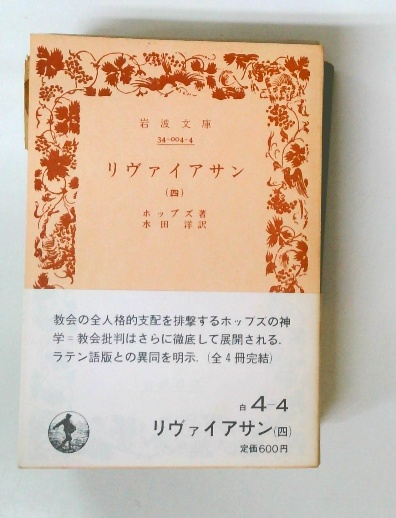 岩波文庫
34-004-4
リヴァイアサン
(四)
ホッブズ著
水田 洋訳
教会の全人格的支配を排撃するホッブズの神
学=教会批判はさらに徹底して展開される.
ラテン語版との異同を明示. (全4冊完結)
白 4-4
リヴァイアサン(四)
定価600円